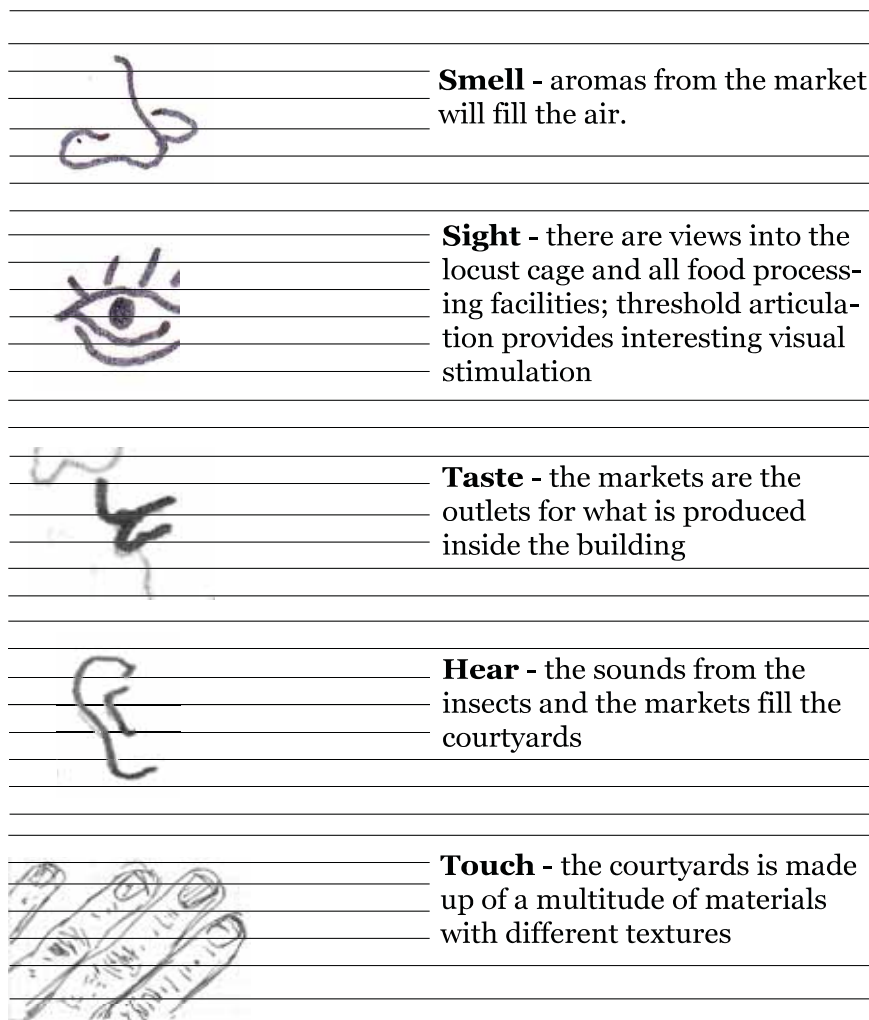 Smell - aromas from the market
will fill the air.
Sight - there are views into the
locust cage and all food process-
ing facilities; threshold articula-
tion provides interesting visual
stimulation
Taste - the markets are the
outlets for what is produced
inside the building
Hear - the sounds from the
insects and the markets fill the
courtyards
Touch - the courtyards is made
up of a multitude of materials
with different textures